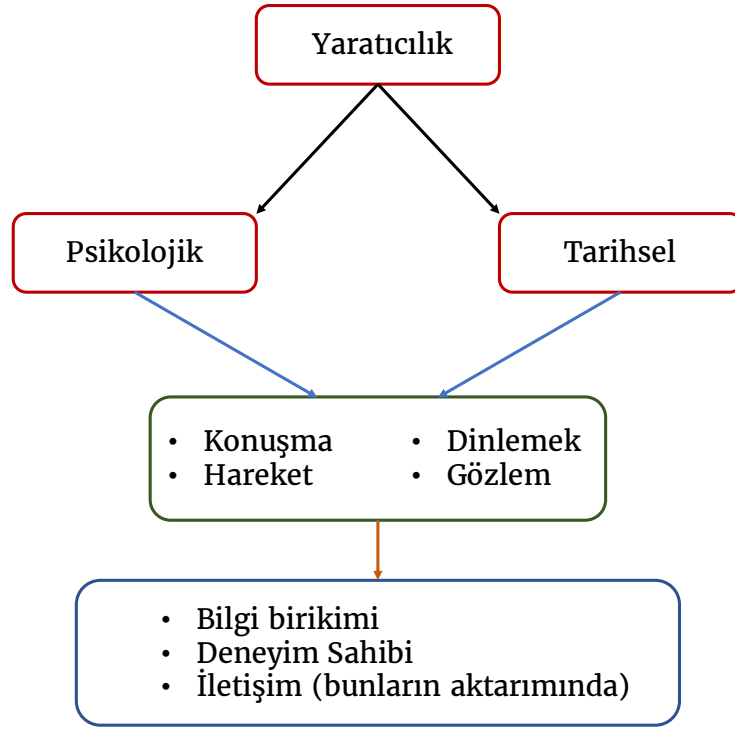 Yaratıcılık
Psikolojik
Tarihsel
• Konuşma
• Hareket
• Dinlemek
• Gözlem
• Bilgi birikimi
• Deneyim Sahibi
• İletişim (bunların aktarımında)